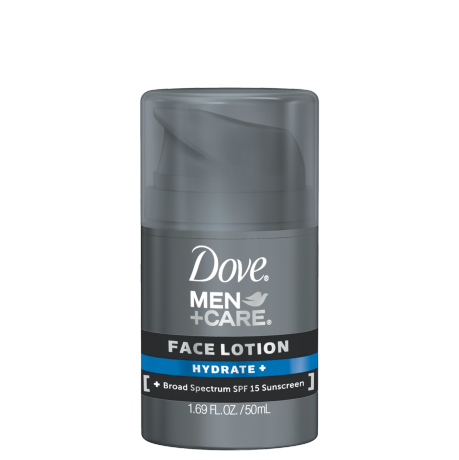 Dove®
MEN
+CARE®
FACE LOTION
HYDRATE +
[ + Broad Spectrum SPF 15 Sunscreen ]
1.69 FL. OZ. / 50mL